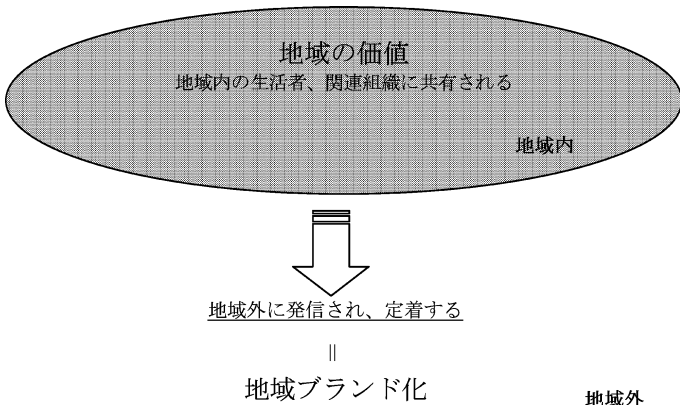 地域の価値
地域内の生活者、関連組織に共有される
地域内
地域外に発信され、定着する
||
地域ブランド化
地域外